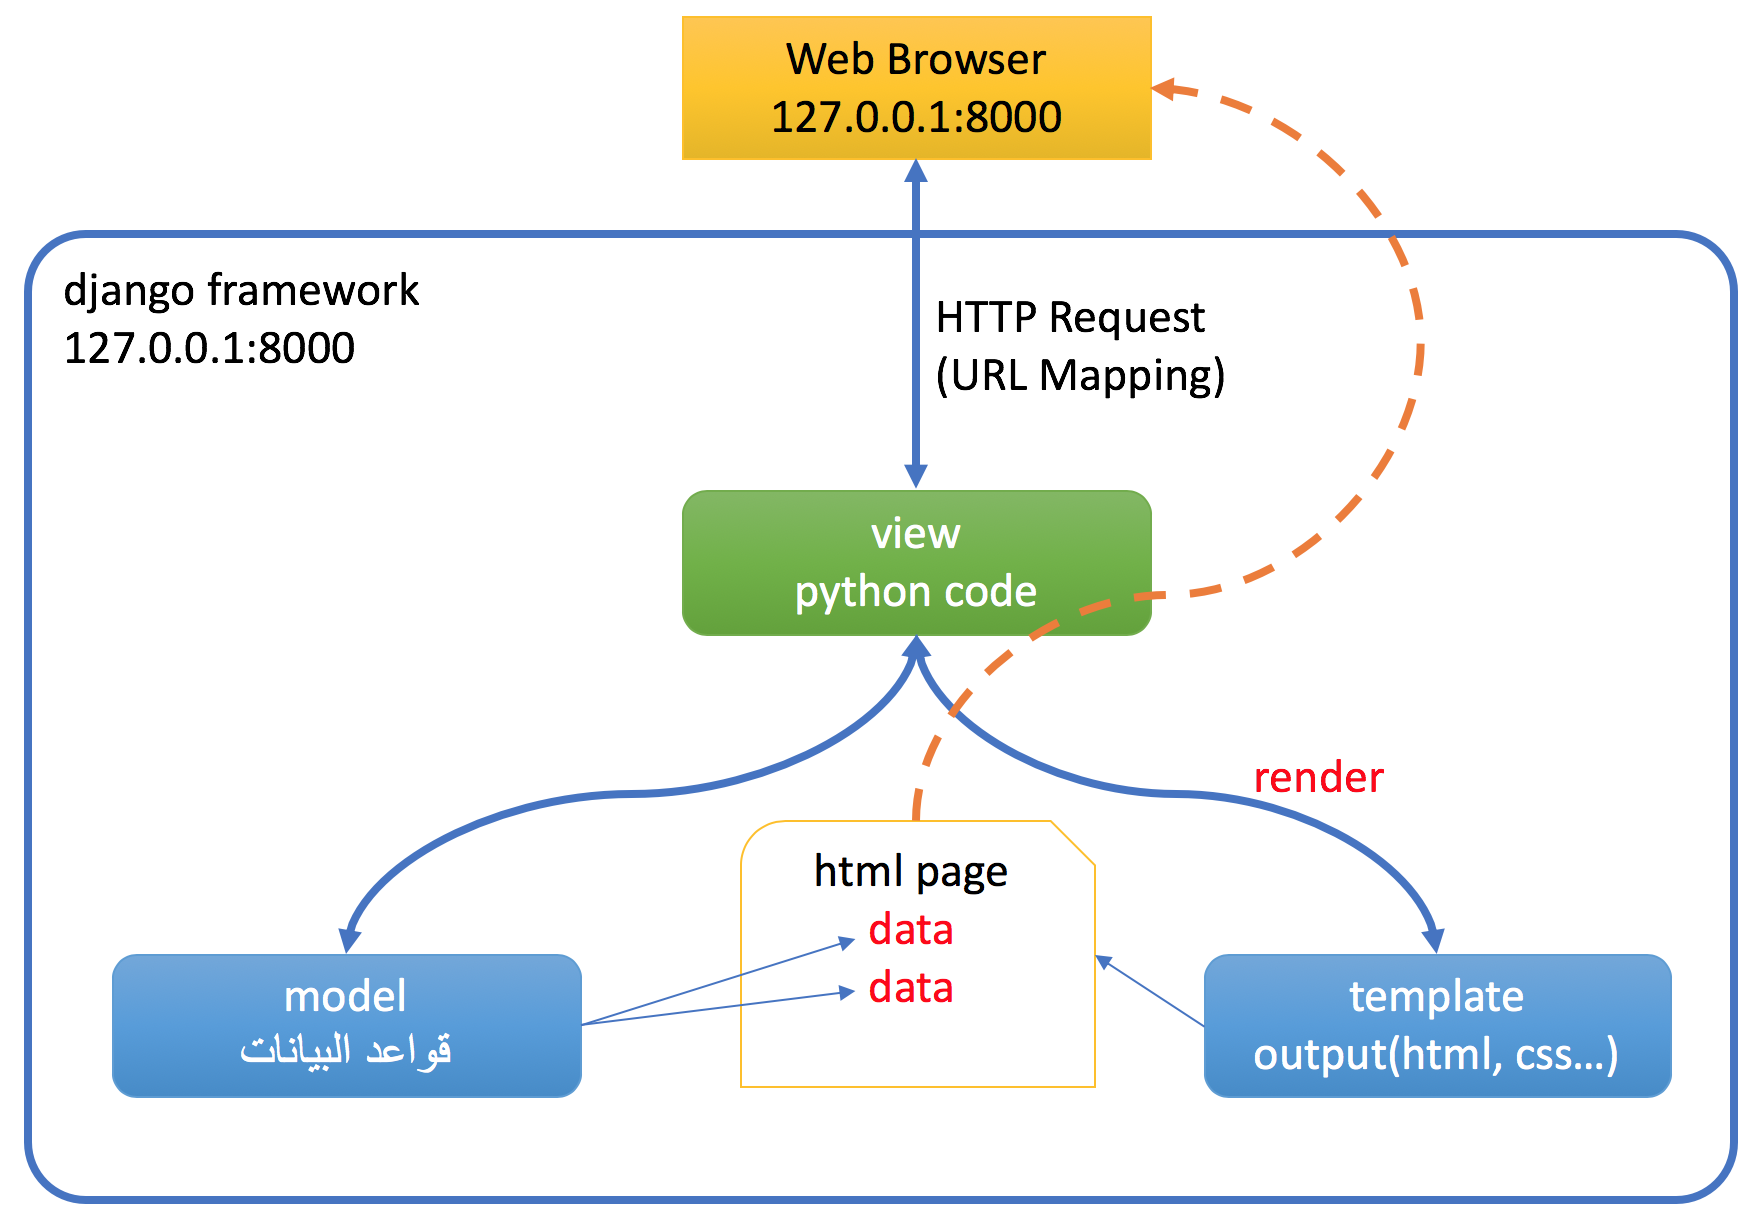 Web Browser
127.0.0.1:8000
django framework
127.0.0.1:8000
HTTP Request
(URL Mapping)
view
python code
render
html page
data
data
model
قواعد البيانات
template
output(html, css...)